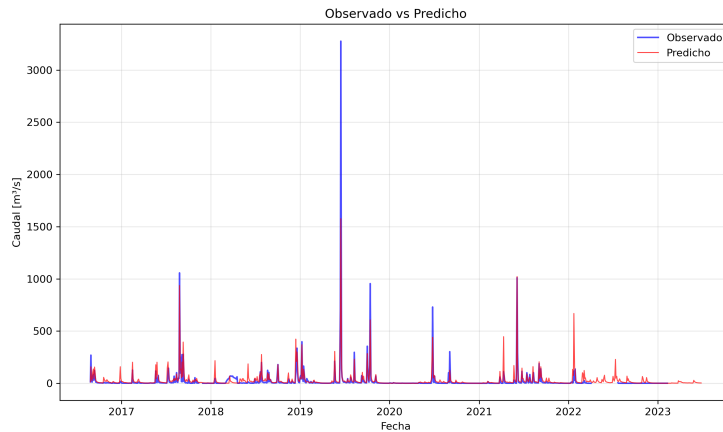 Observado vs Predicho
Observado
Predicho
Caudal [m³/s]
3000
2500
2000
1500
1000
500
0
2017
2018
2019
2020
2021
2022
2023
Fecha